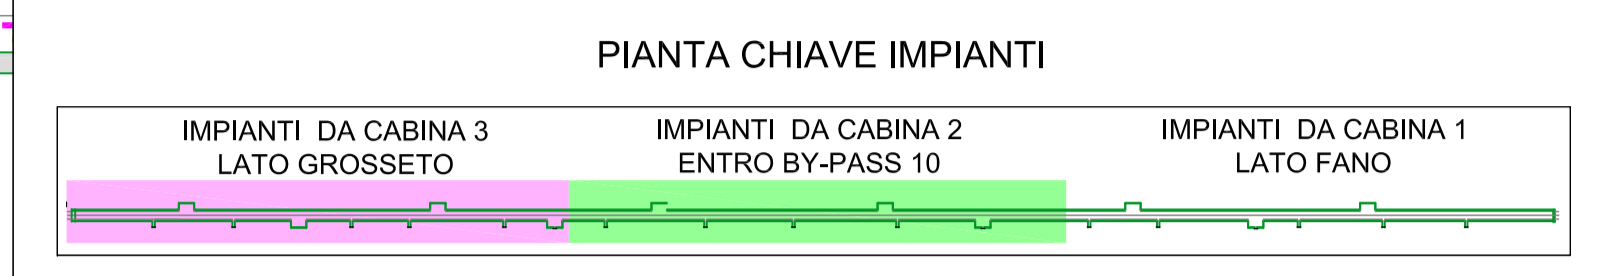 PIANTA CHIAVE IMPIANTI
IMPIANTI DA CABINA 3
LATO GROSSETO
IMPIANTI DA CABINA 2
ENTRO BY-PASS 10
IMPIANTI DA CABINA 1
LATO FANO